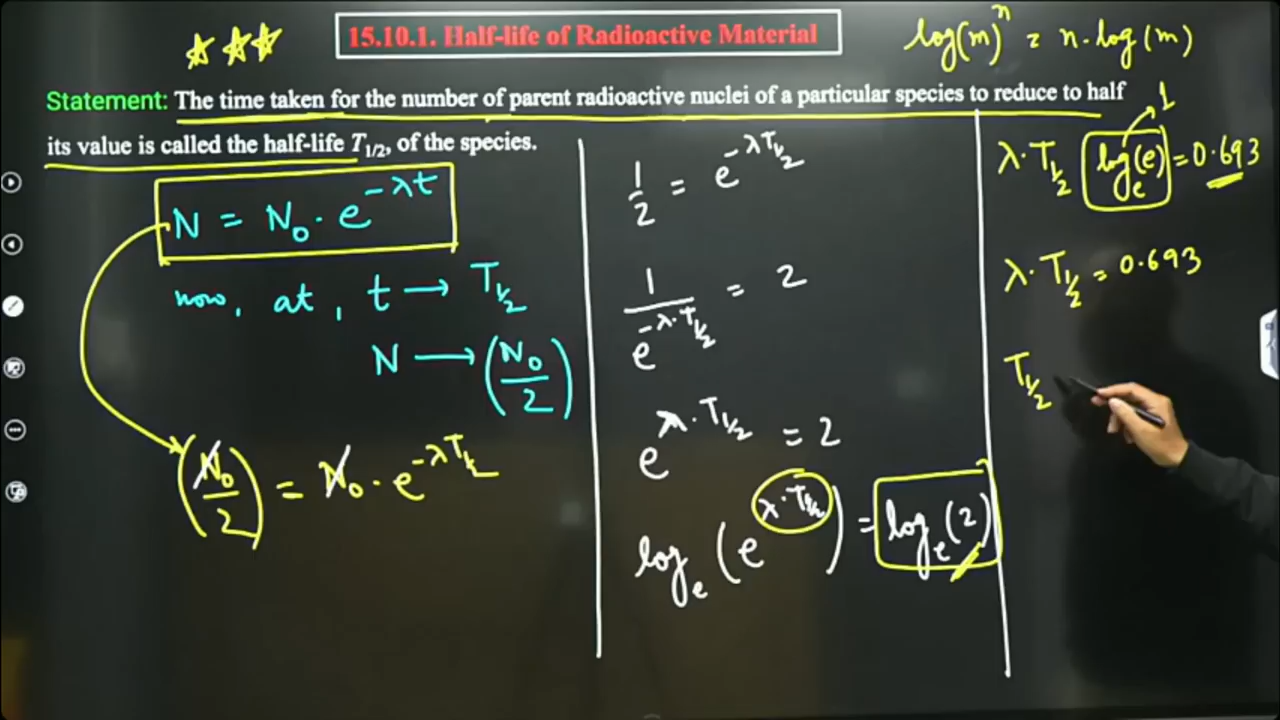 15.10.1. Half-life of Radioactive Material
log(m)ⁿ = n·log(m)
Statement: The time taken for the number of parent radioactive nuclei of a particular species to reduce to half
its value is called the half-life T1/2, of the species.
N = N₀·e^(-λt)
now, at, t → T1/2
N → (N₀/2)
(N₀/2) = N₀·e^(-λT1/2)
1/2 = e^(-λT1/2)
1/e^(-λ·T1/2) = 2
e^(λ·T1/2) = 2
logₑ(e^(λ·T1/2)) = logₑ(2)
1
λ·T1/2 logₑ(e) = 0.693
λ·T1/2 = 0.693
T1/2